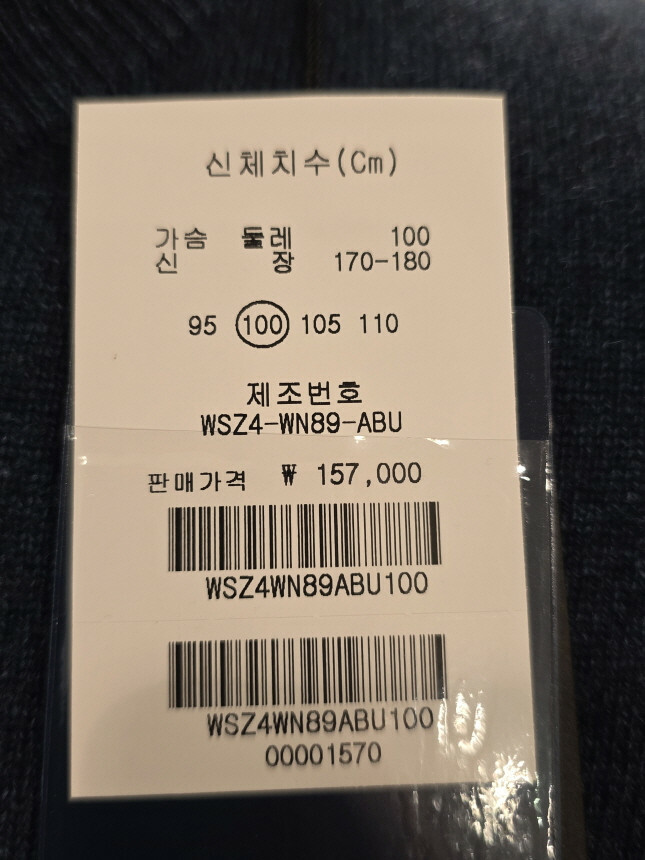 신체치수(Cm)
가슴 둘레 100
신 장 170-180
95 100 105 110
제조번호
WSZ4-WN89-ABU
판매가격 ₩ 157,000
WSZ4WN89ABU100
WSZ4WN89ABU100
00001570